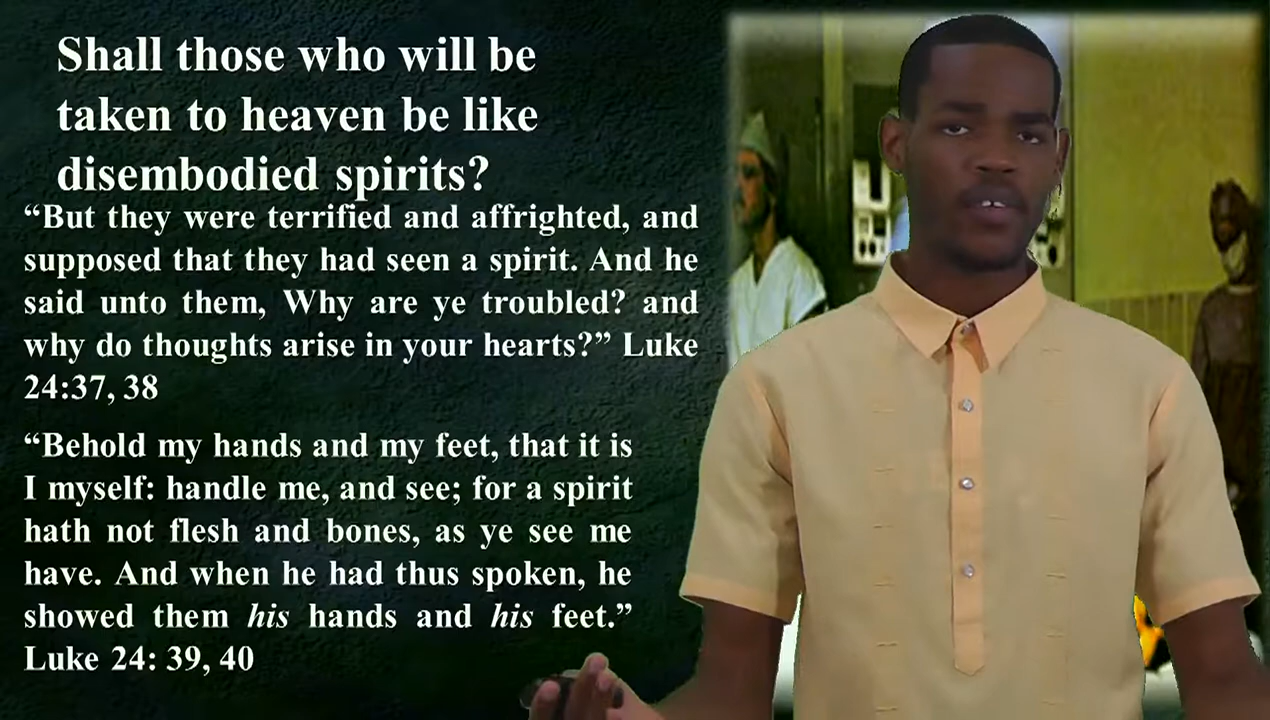 Shall those who will be
taken to heaven be like
disembodied spirits?
“But they were terrified and affrighted, and
supposed that they had seen a spirit. And he
said unto them, Why are ye troubled? and
why do thoughts arise in your hearts?” Luke
24:37, 38
“Behold my hands and my feet, that it is
I myself: handle me, and see; for a spirit
hath not flesh and bones, as ye see me
have. And when he had thus spoken, he
showed them his hands and his feet.”
Luke 24: 39, 40